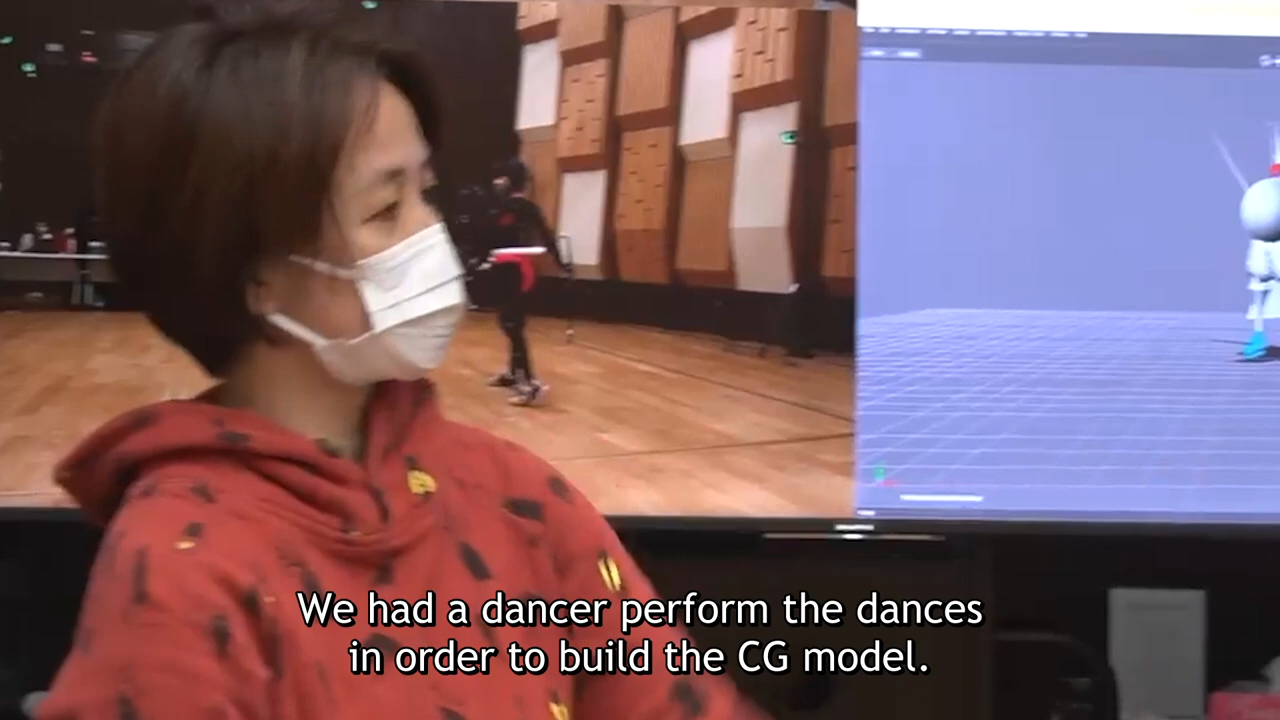 We had a dancer perform the dances
in order to build the CG model.